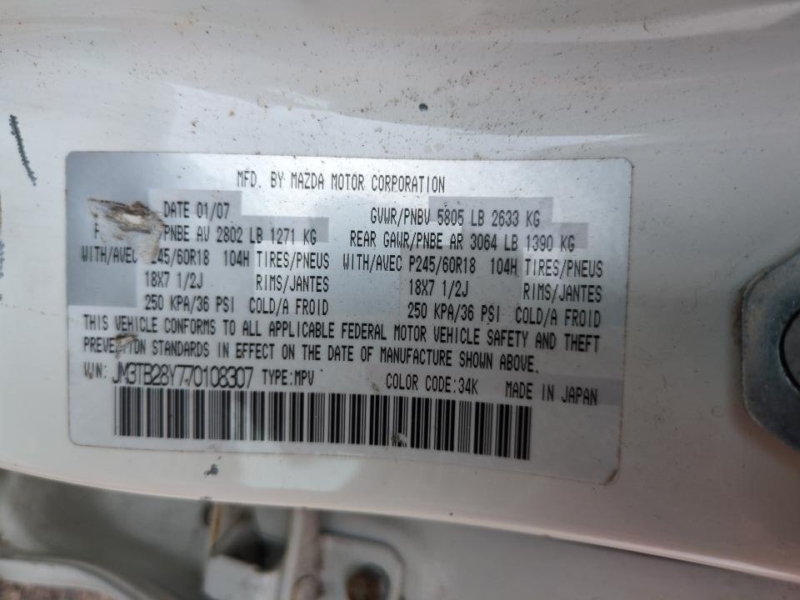 MFD. BY MAZDA MOTOR CORPORATION
DATE 01/07 GVWR/PNBV 5805 LB 2633 KG
/PNBE AV 2802 LB 1271 KG REAR GAWR/PNBE AR 3064 LB 1390 KG
WITH/AVEC P245/60R18 104H TIRES/PNEUS WITH/AVEC P245/60R18 104H TIRES/PNEUS
18X7 1/2J RIMS/JANTES 18X7 1/2J RIMS/JANTES
250 KPA/36 PSI COLD/A FROID 250 KPA/36 PSI COLD/A FROID
THIS VEHICLE CONFORMS TO ALL APPLICABLE FEDERAL MOTOR VEHICLE SAFETY AND THEFT
PREVENTION STANDARDS IN EFFECT ON THE DATE OF MANUFACTURE SHOWN ABOVE.
VIN: JM3TB28Y770108307 TYPE:MPV COLOR CODE:34K MADE IN JAPAN